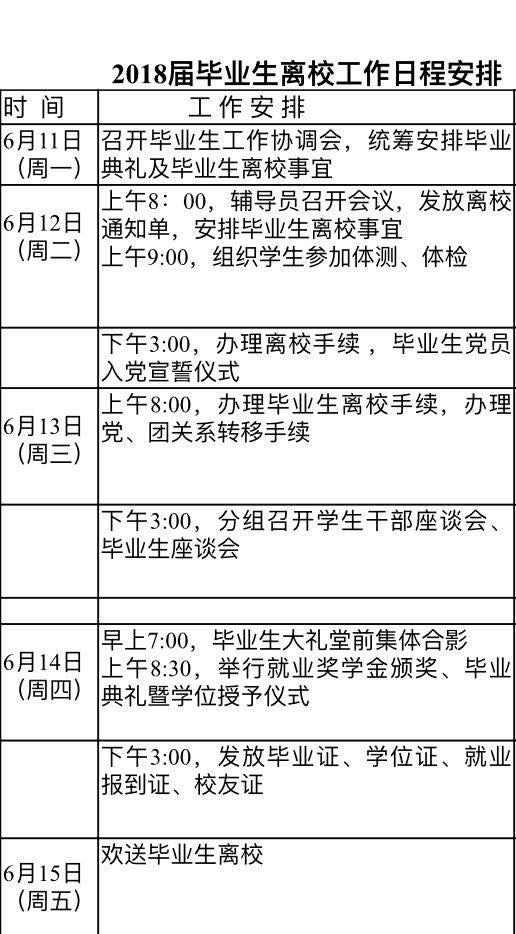 2018届毕业生离校工作日程安排
时 间 工 作 安 排
6月11日
（周一）
召开毕业生工作协调会，统筹安排毕业
典礼及毕业生离校事宜
6月12日
（周二）
上午8：00，辅导员召开会议，发放离校
通知单，安排毕业生离校事宜
上午9:00，组织学生参加体测、体检
下午3:00，办理离校手续 ，毕业生党员
入党宣誓仪式
6月13日
（周三）
上午8:00，办理毕业生离校手续，办理
党、团关系转移手续
下午3:00，分组召开学生干部座谈会、
毕业生座谈会
6月14日
（周四）
早上7:00，毕业生大礼堂前集体合影
上午8:30，举行就业奖学金颁奖、毕业
典礼暨学位授予仪式
下午3:00，发放毕业证、学位证、就业
报到证、校友证
6月15日
（周五）
欢送毕业生离校